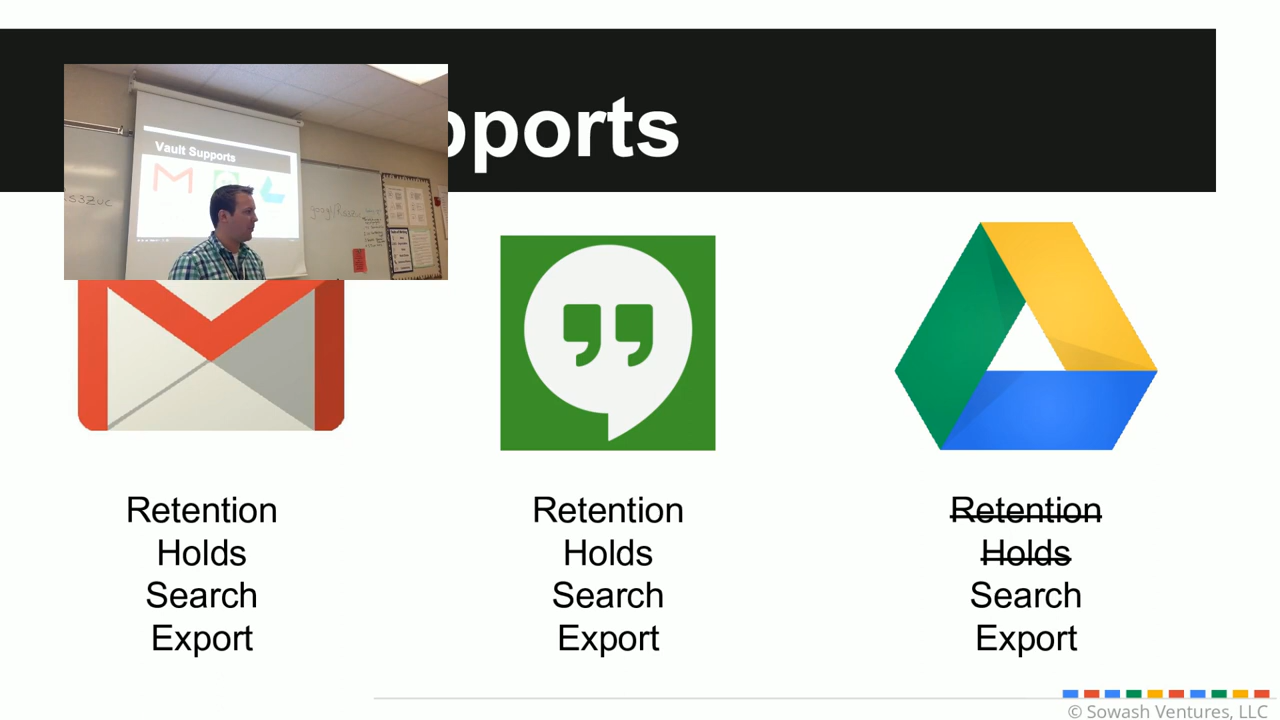 pports
Vault Supports
Retention
Holds
Search
Export
Retention
Holds
Search
Export
Retention
Holds
Search
Export
© Sowash Ventures, LLC